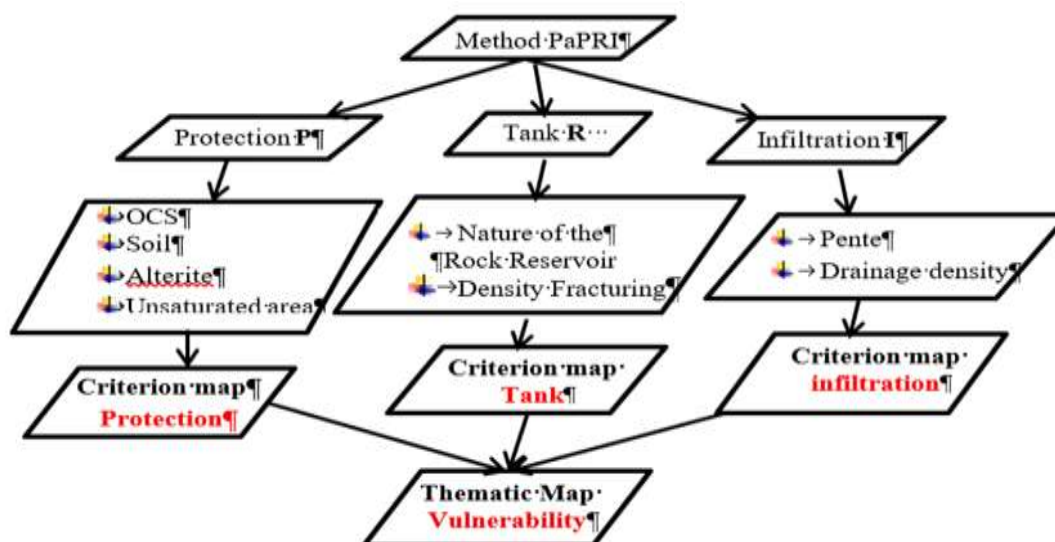 Method·PaPRI¶
Protection·P¶
Tank·R···
Infiltration·I¶
→OCS¶
→Soil¶
→Alterite¶
→Unsaturated·area¶
→Nature·of·the¶
¶Rock·Reservoir
→Density·Fracturing¶
→Pente¶
→Drainage·density¶
Criterion·map¶
Protection¶
Criterion·map·
Tank¶
Criterion·map·
infiltration¶
Thematic·Map·
Vulnerability¶